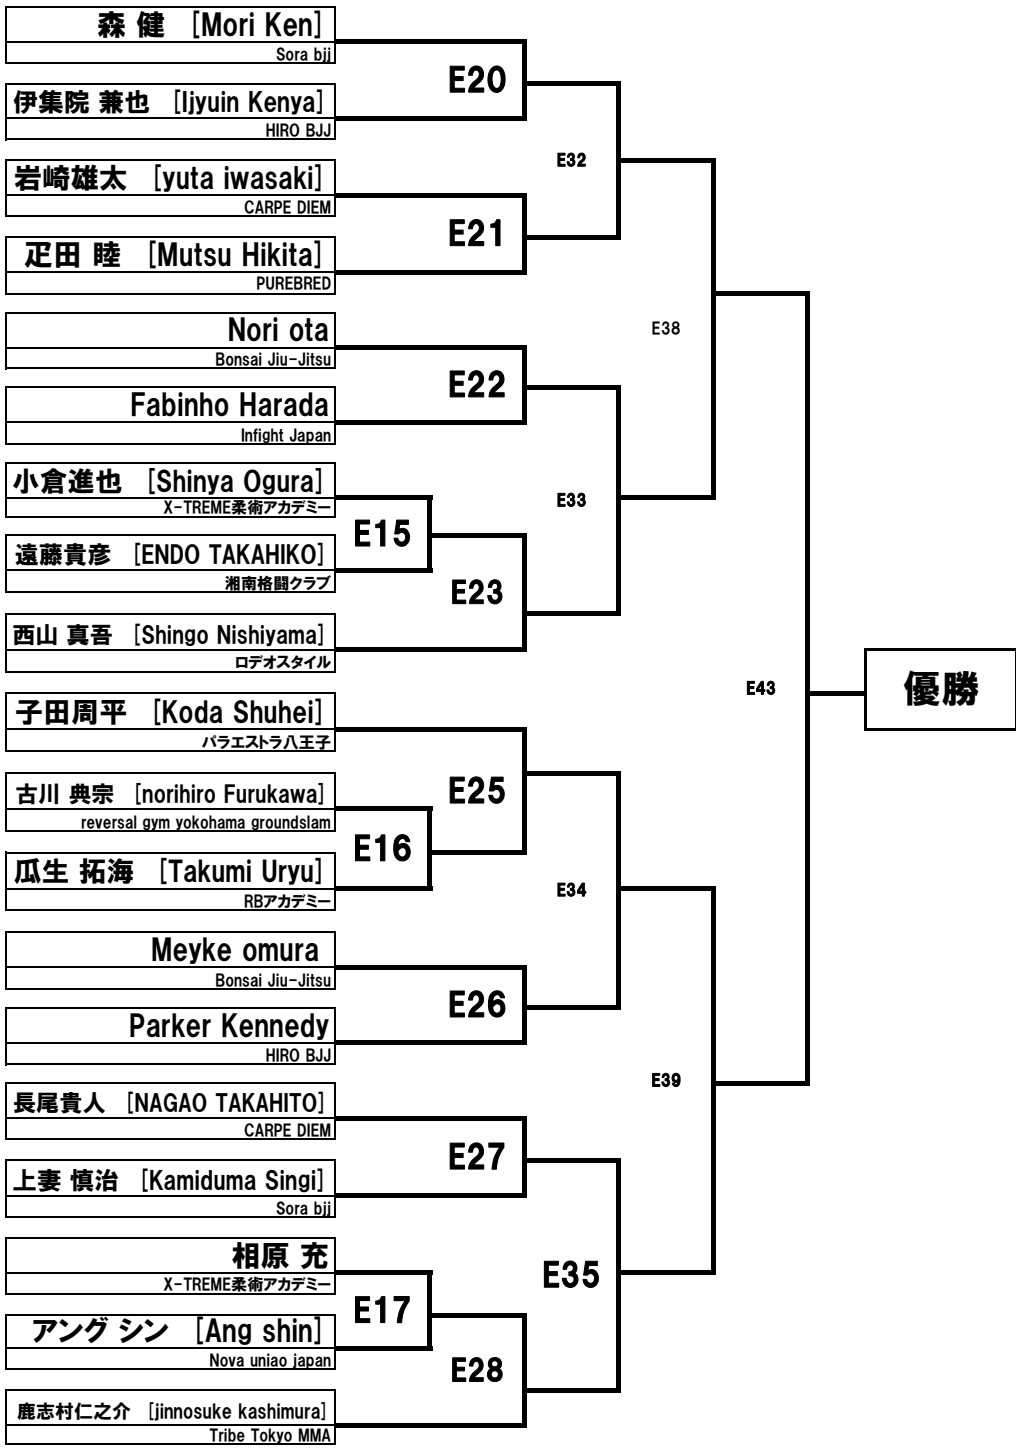 森 健 [Mori Ken]
Sora bjj
E20
伊集院 兼也 [Ijyuin Kenya]
HIRO BJJ
E32
岩崎雄太 [yuta iwasaki]
CARPE DIEM
E21
疋田 睦 [Mutsu Hikita]
PUREBRED
Nori ota
Bonsai Jiu-Jitsu
E38
E22
Fabinho Harada
Infight Japan
小倉進也 [Shinya Ogura]
X-TREME柔術アカデミー
E33
E15
遠藤貴彦 [ENDO TAKAHIKO]
湘南格闘クラブ
E23
西山 真吾 [Shingo Nishiyama]
ロデオスタイル
E43
優勝
子田周平 [Koda Shuhei]
パラエストラ八王子
E25
古川 典宗 [norihiro Furukawa]
reversal gym yokohama groundslam
E16
瓜生 拓海 [Takumi Uryu]
RBアカデミー
E34
Meyke omura
Bonsai Jiu-Jitsu
E26
Parker Kennedy
HIRO BJJ
E39
長尾貴人 [NAGAO TAKAHITO]
CARPE DIEM
E27
上妻 慎治 [Kamiduma Singi]
Sora bjj
相原 充
X-TREME柔術アカデミー
E35
E17
アング シン [Ang shin]
Nova uniao japan
E28
鹿志村仁之介 [jinnosuke kashimura]
Tribe Tokyo MMA